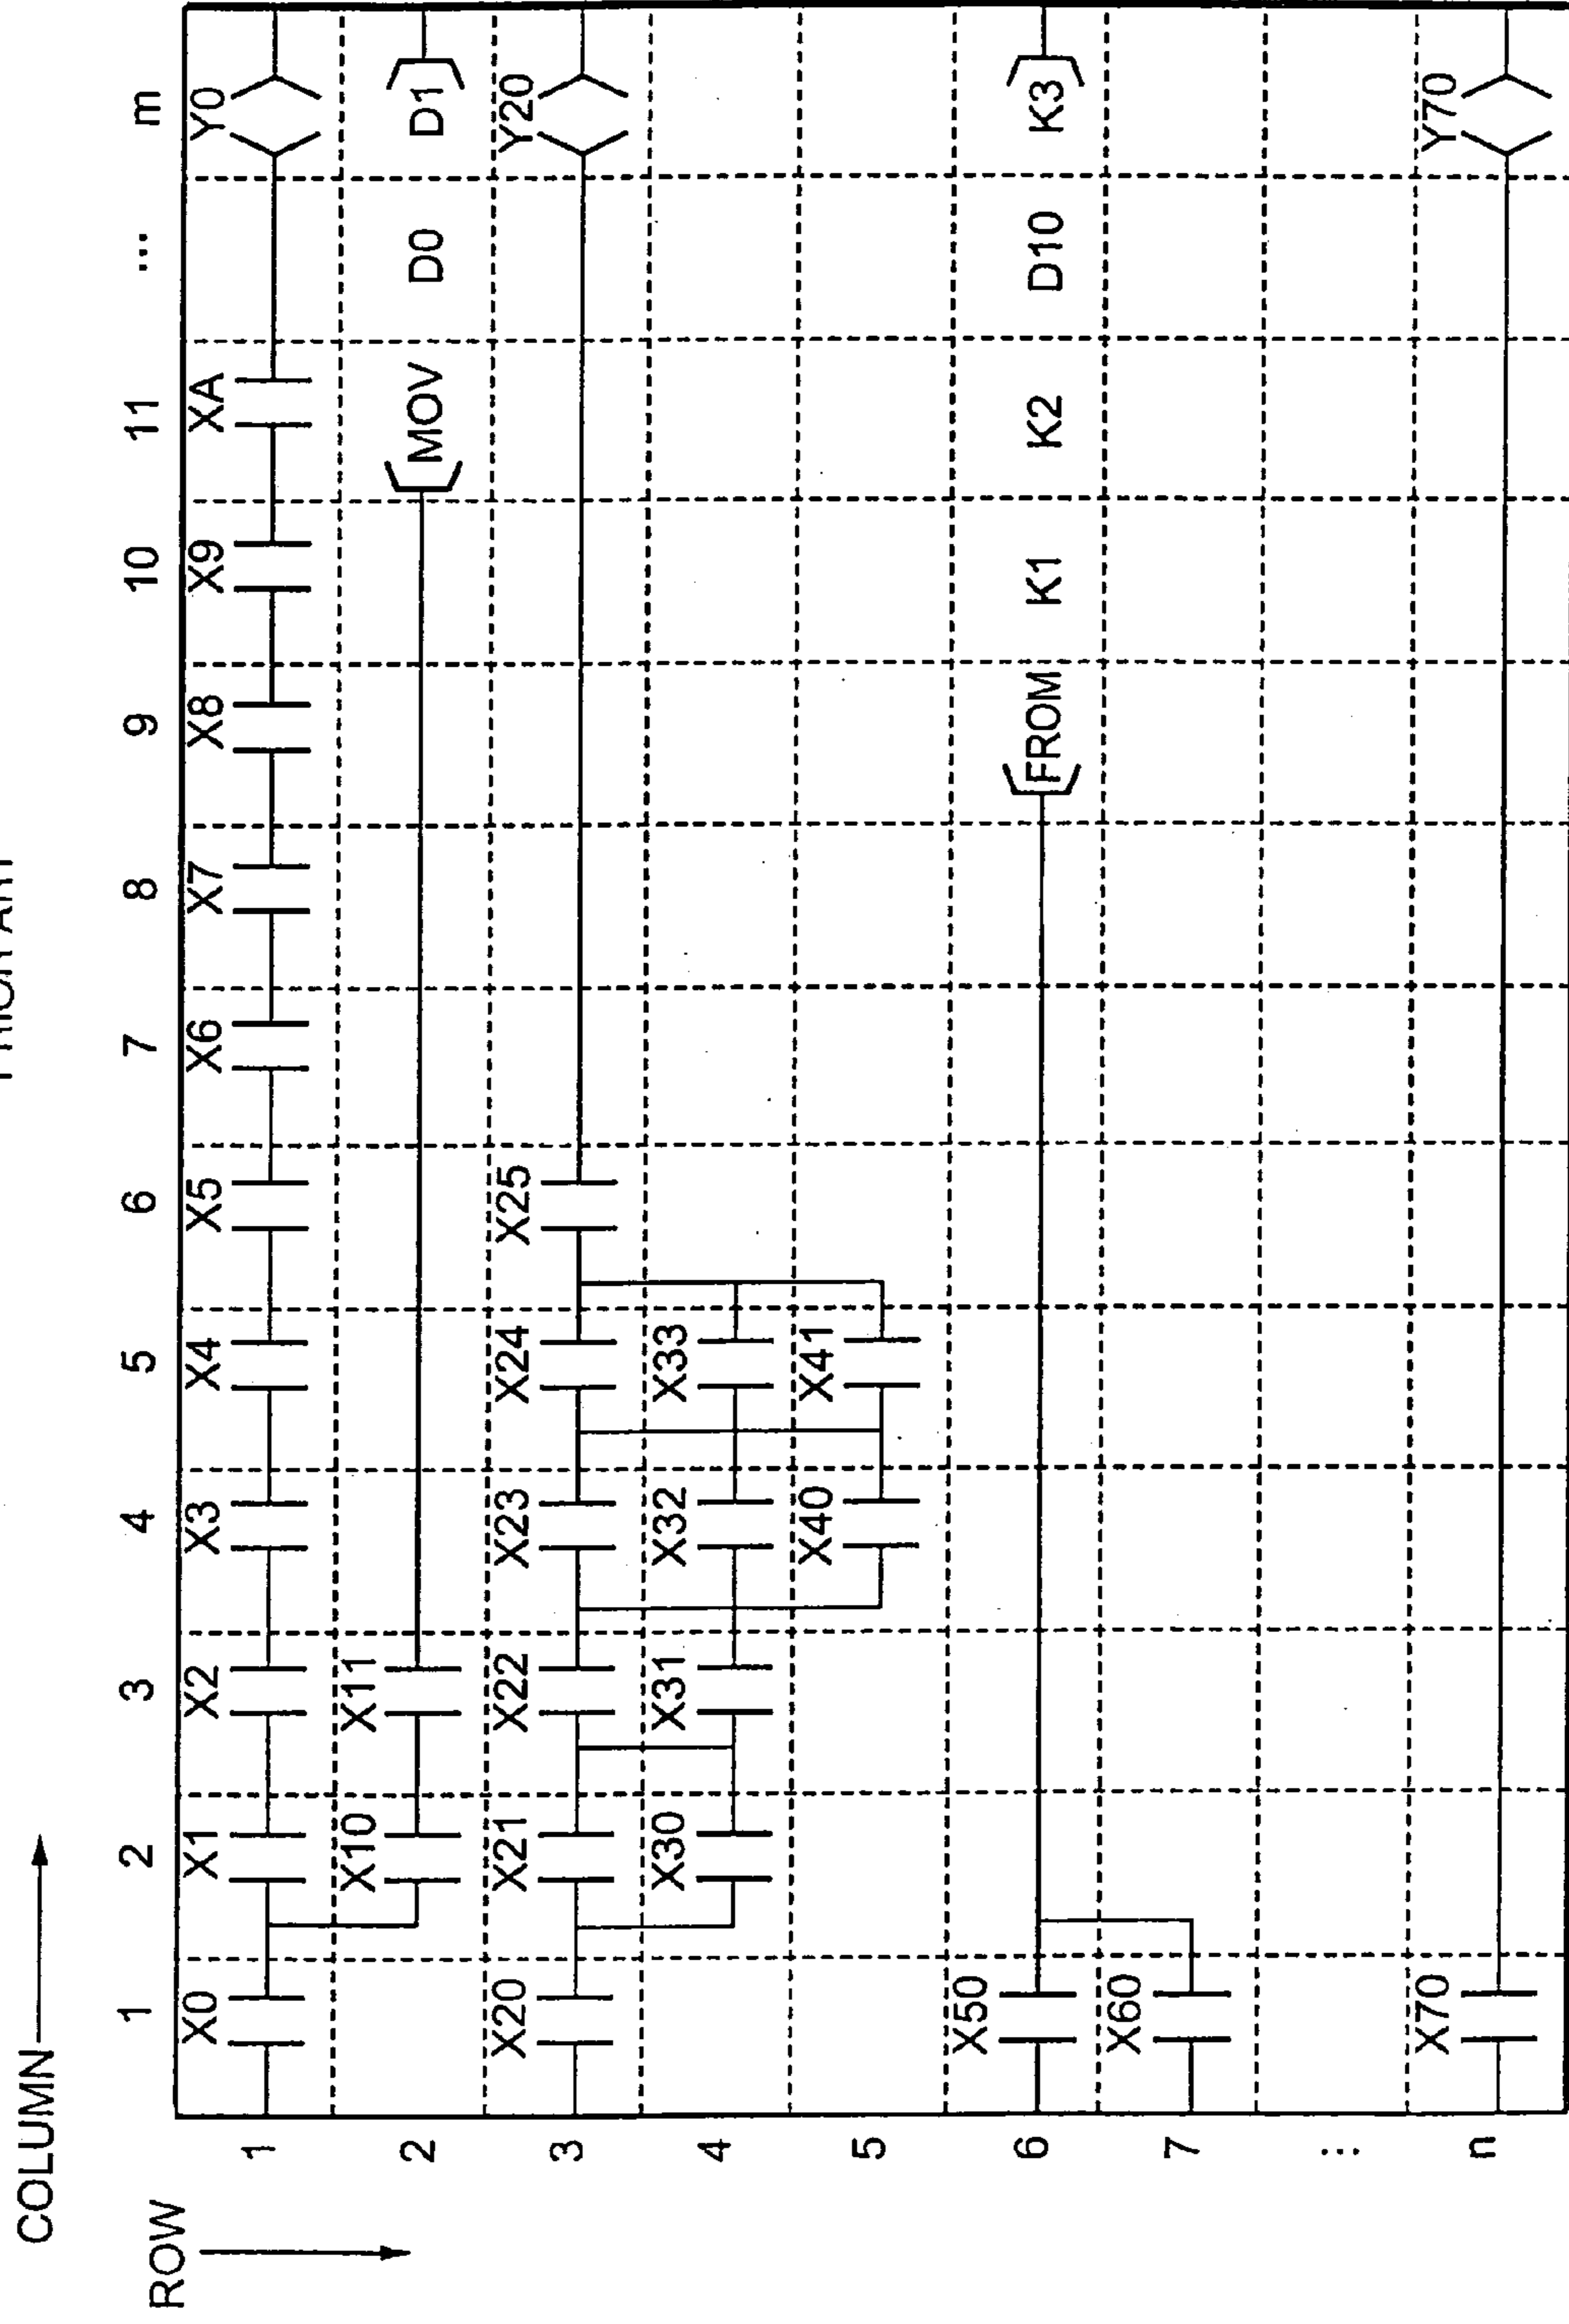 PRIOR ART
COLUMN
ROW
1 2 3 4 5 6 7 8 9 10 11 ... m
1 X0 X1 X2 X3 X4 X5 X6 X7 X8 X9 XA Y0
2 X10 X11 MOV D0 D1
3 X20 X21 X22 X23 X24 X25 Y20
4 X30 X31 X32 X33
5 X40 X41
6 X50 FROM K1 K2 D10 K3
7 X60
...
n X70 Y70